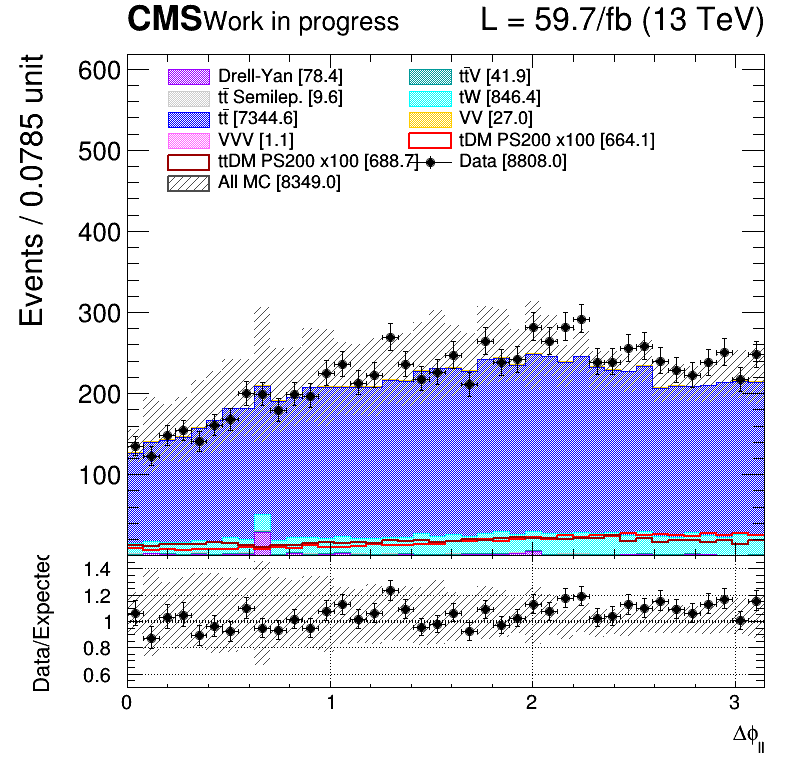 CMS Work in progress L = 59.7/fb (13 TeV)
Events / 0.0785 unit
600
500
400
300
200
100
Drell-Yan [78.4]
tt̄V [41.9]
tt̄ Semilep. [9.6]
tW [846.4]
tt̄ [7344.6]
VV [27.0]
VVV [1.1]
tDM PS200 x100 [664.1]
ttDM PS200 x100 [688.7]
Data [8808.0]
All MC [8349.0]
Data/Expected
1.4
1.2
1
0.8
0.6
0 1 2 3
Δϕll